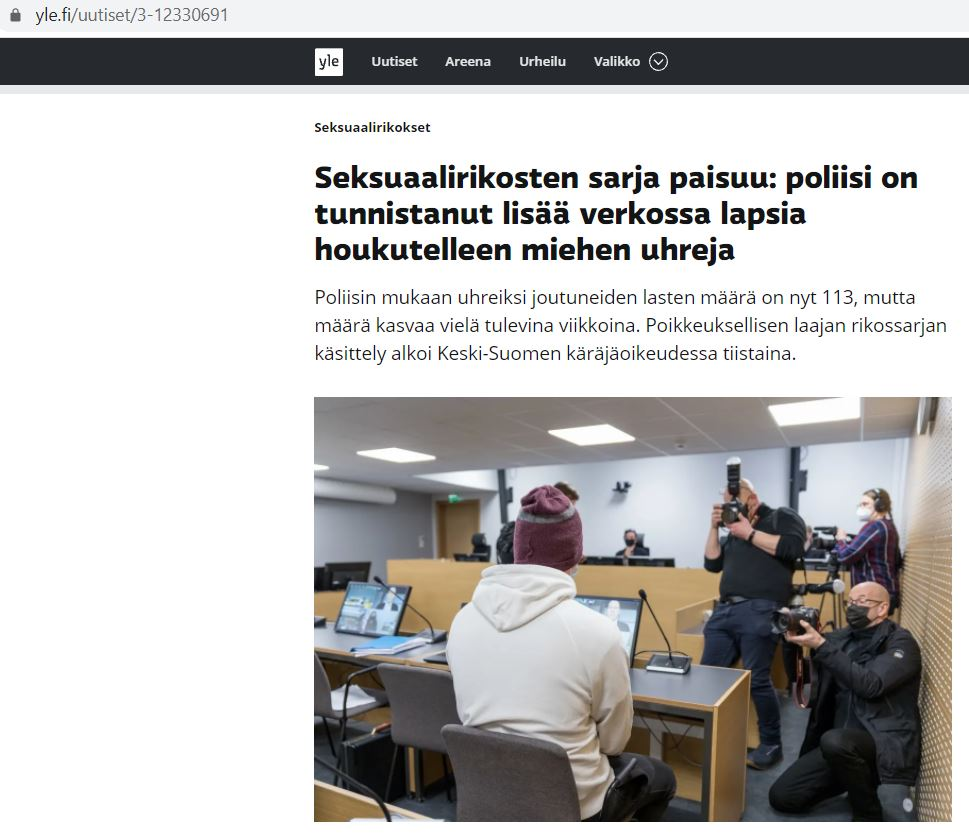 yle.fi/uutiset/3-12330691
yle Uutiset Areena Urheilu Valikko
Seksuaalirikokset
Seksuaalirikosten sarja paisuu: poliisi on
tunnistanut lisää verkossa lapsia
houkutelleen miehen uhreja
Poliisin mukaan uhreiksi joutuneiden lasten määrä on nyt 113, mutta
määrä kasvaa vielä tulevina viikkoina. Poikkeuksellisen laajan rikossarjan
käsittely alkoi Keski-Suomen käräjäoikeudessa tiistaina.